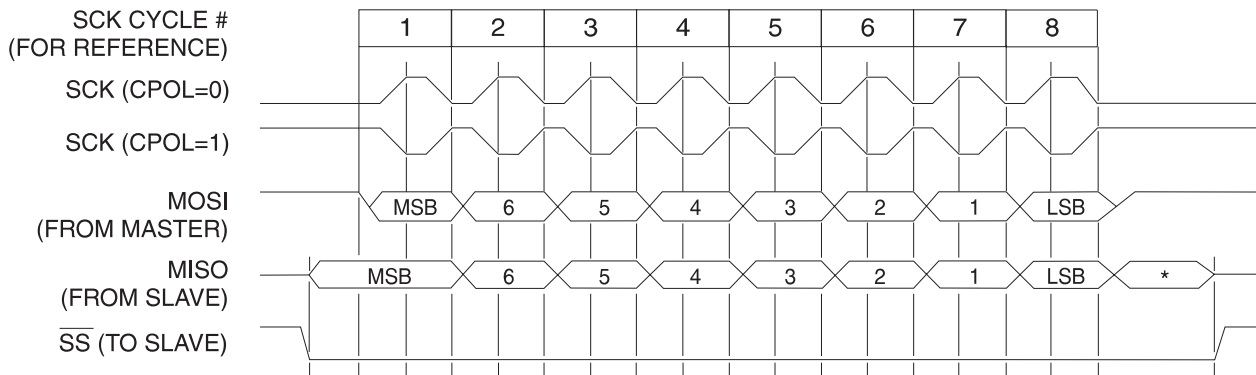 SCK CYCLE # 1 2 3 4 5 6 7 8
(FOR REFERENCE)
SCK (CPOL=0)
SCK (CPOL=1)
MOSI MSB 6 5 4 3 2 1 LSB
(FROM MASTER)
MISO MSB 6 5 4 3 2 1 LSB *
(FROM SLAVE)
SS (TO SLAVE)